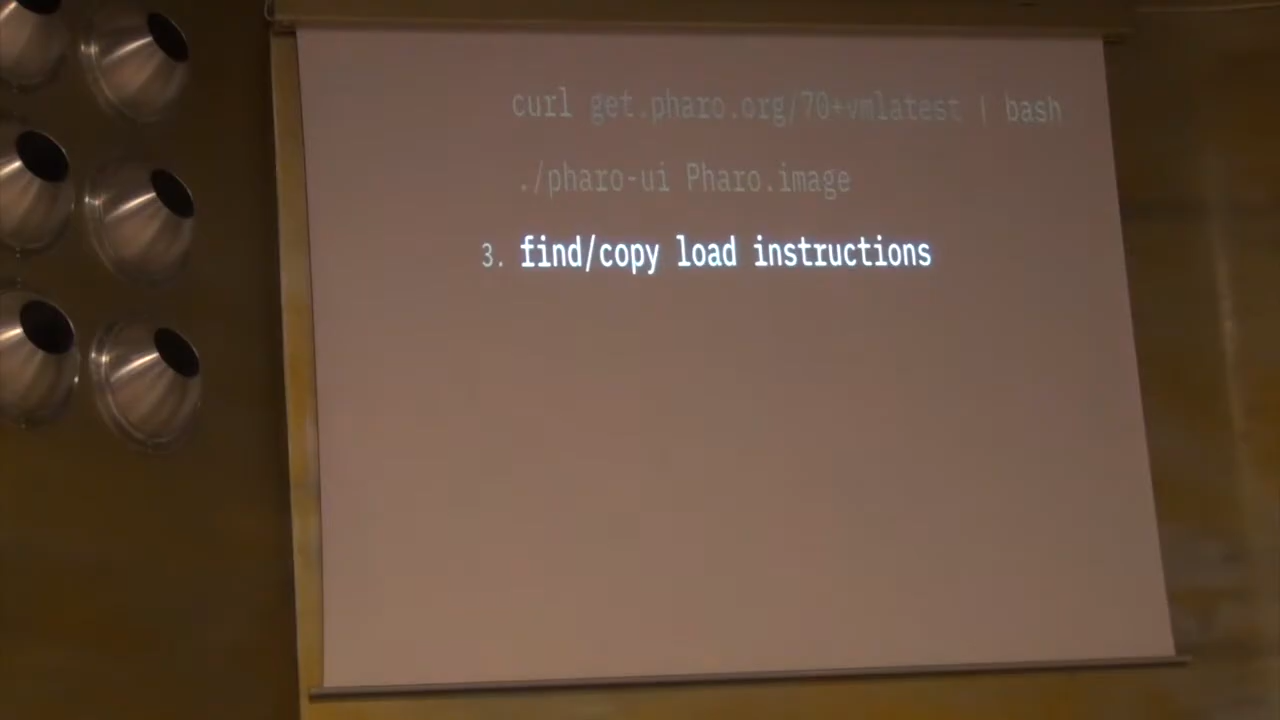 curl get.pharo.org/70+vmlatest | bash
./pharo-ui Pharo.image
3. find/copy load instructions